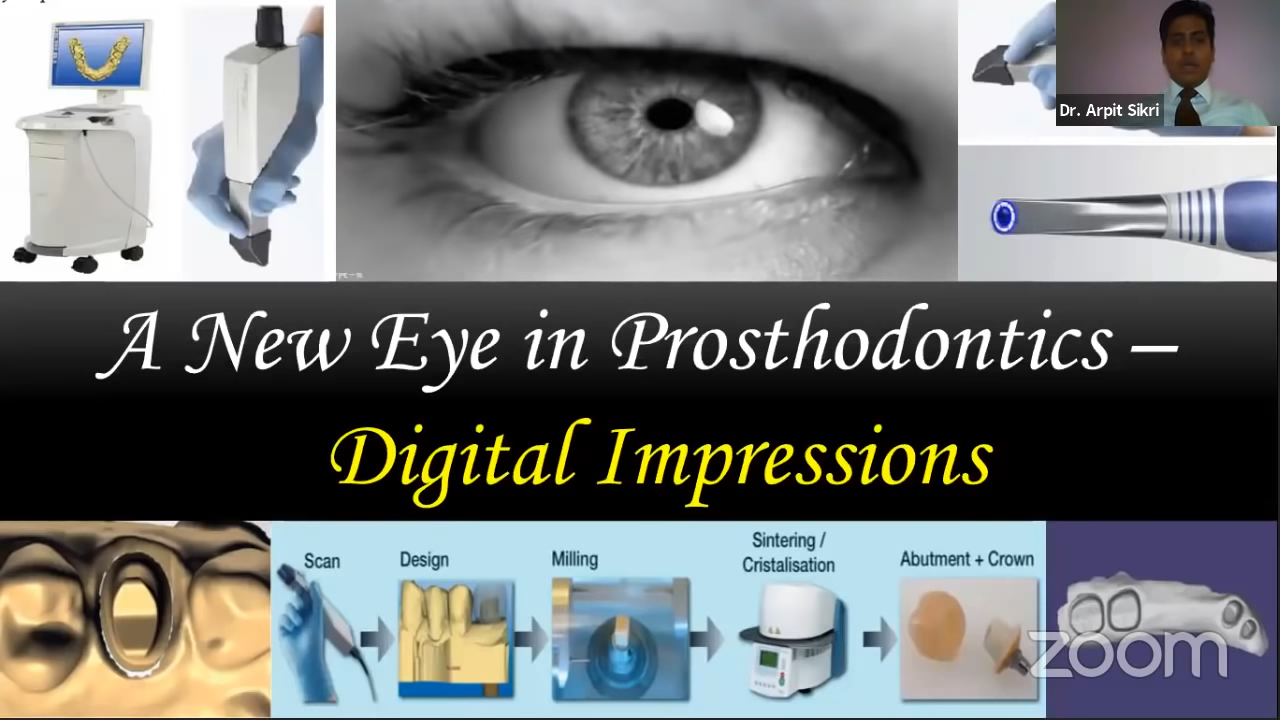 Dr. Arpit Sikri
A New Eye in Prosthodontics –
Digital Impressions
Scan
Design
Milling
Sintering /
Cristalisation
Abutment + Crown
zoom